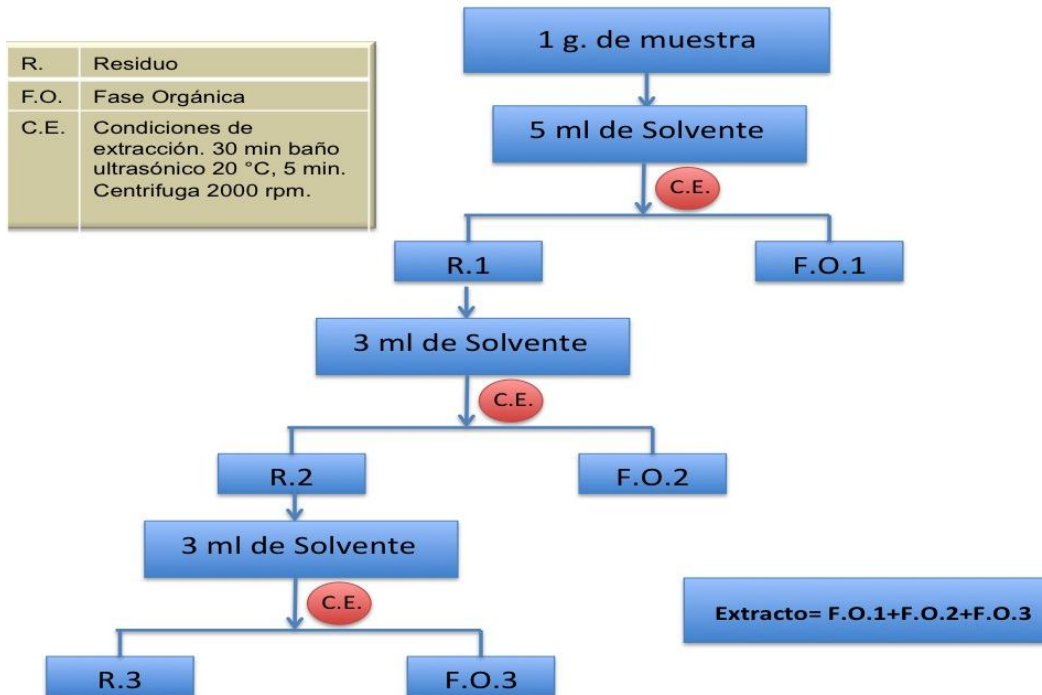 1 g. de muestra
R. Residuo
F.O. Fase Orgánica
C.E. Condiciones de
extracción. 30 min baño
ultrasónico 20 °C, 5 min.
Centrifuga 2000 rpm.
5 ml de Solvente
C.E.
R.1 F.O.1
3 ml de Solvente
C.E.
R.2 F.O.2
3 ml de Solvente
C.E.
Extracto= F.O.1+F.O.2+F.O.3
R.3 F.O.3